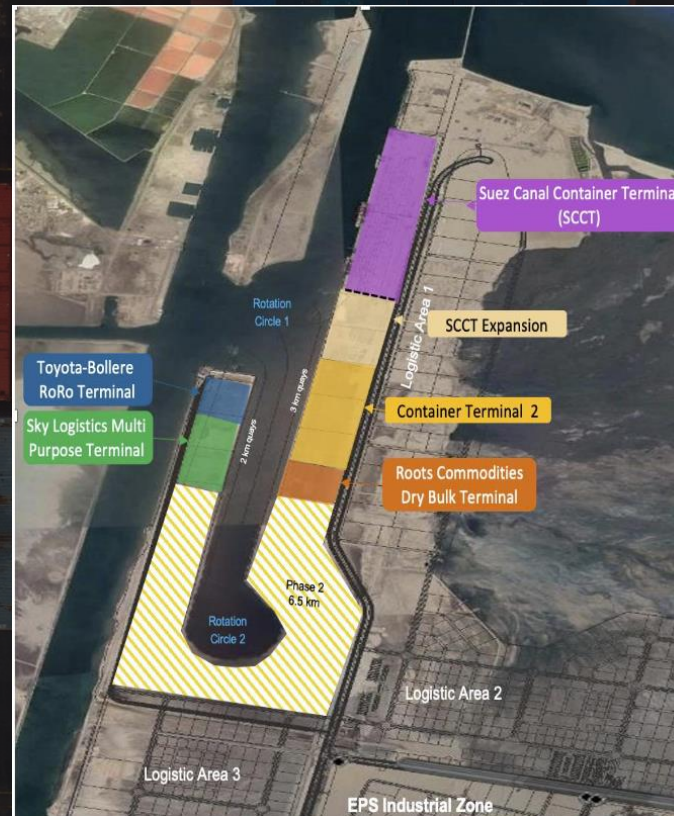 Suez Canal Container Termina
(SCCT)
Logistic Area 1
Rotation
Circle 1
SCCT Expansion
Toyota-Bollere
RoRo Terminal
3 km quays
Container Terminal 2
Sky Logistics Multi
Purpose Terminal
2 km quays
Roots Commodities
Dry Bulk Terminal
Phase 2
6.5 km
Rotation
Circle 2
Logistic Area 2
Logistic Area 3
EPS Industrial Zone